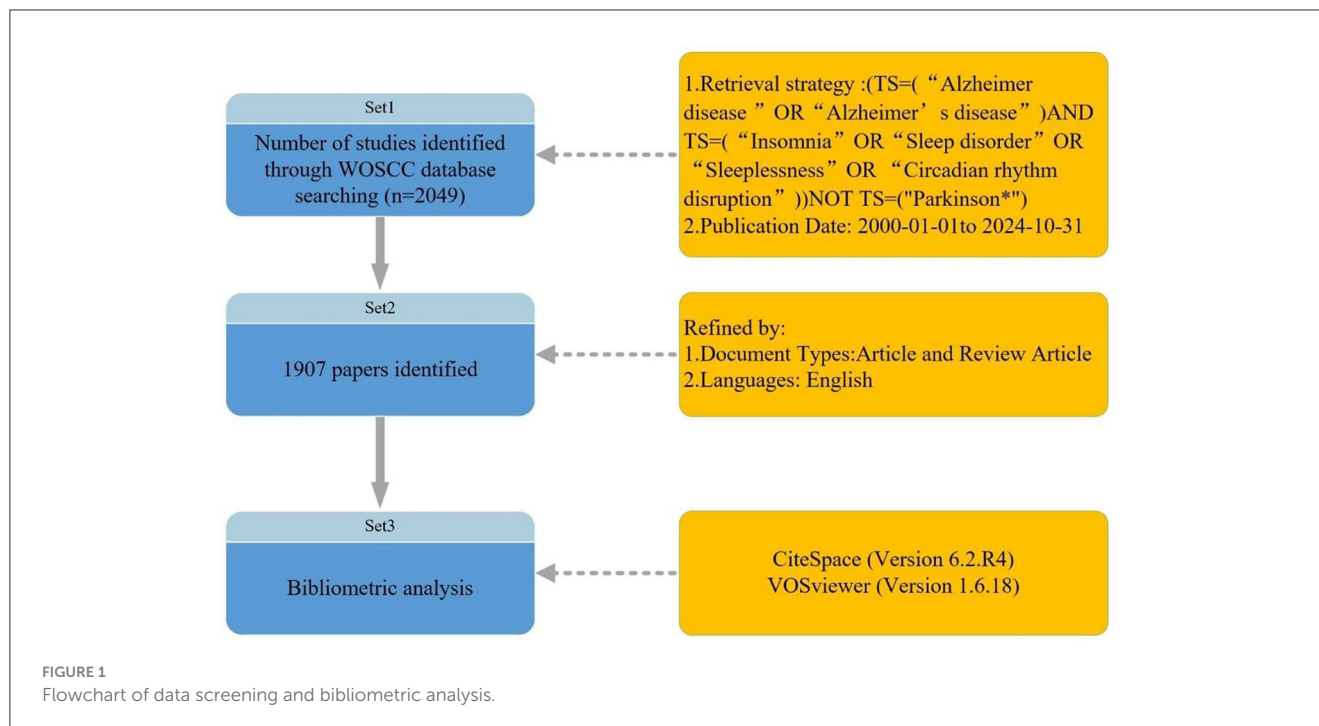 Set1
Number of studies identified
through WOSCC database
searching (n=2049)
1.Retrieval strategy :(TS=( “Alzheimer
disease ” OR “Alzheimer’ s disease” )AND
TS=( “Insomnia” OR “Sleep disorder” OR
“Sleeplessness” OR “Circadian rhythm
disruption” ))NOT TS=("Parkinson*")
2.Publication Date: 2000-01-01to 2024-10-31
Set2
1907 papers identified
Refined by:
1.Document Types:Article and Review Article
2.Languages: English
Set3
Bibliometric analysis
CiteSpace (Version 6.2.R4)
VOSviewer (Version 1.6.18)
FIGURE 1
Flowchart of data screening and bibliometric analysis.